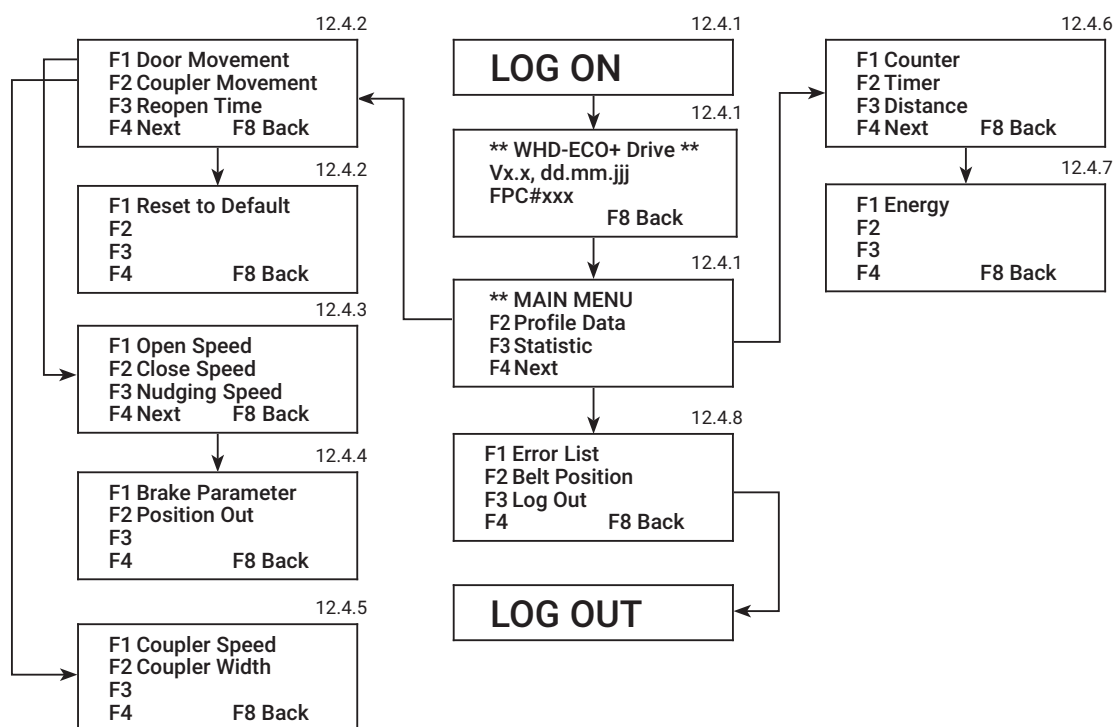 12.4.2
F1 Door Movement
F2 Coupler Movement
F3 Reopen Time
F4 Next F8 Back
12.4.2
F1 Reset to Default
F2
F3
F4 F8 Back
12.4.3
F1 Open Speed
F2 Close Speed
F3 Nudging Speed
F4 Next F8 Back
12.4.4
F1 Brake Parameter
F2 Position Out
F3
F4 F8 Back
12.4.5
F1 Coupler Speed
F2 Coupler Width
F3
F4 F8 Back
12.4.1
LOG ON
12.4.1
** WHD-ECO+ Drive **
Vx.x, dd.mm.jjj
FPC#xxx
F8 Back
12.4.1
** MAIN MENU
F2 Profile Data
F3 Statistic
F4 Next
12.4.8
F1 Error List
F2 Belt Position
F3 Log Out
F4 F8 Back
LOG OUT
12.4.6
F1 Counter
F2 Timer
F3 Distance
F4 Next F8 Back
12.4.7
F1 Energy
F2
F3
F4 F8 Back